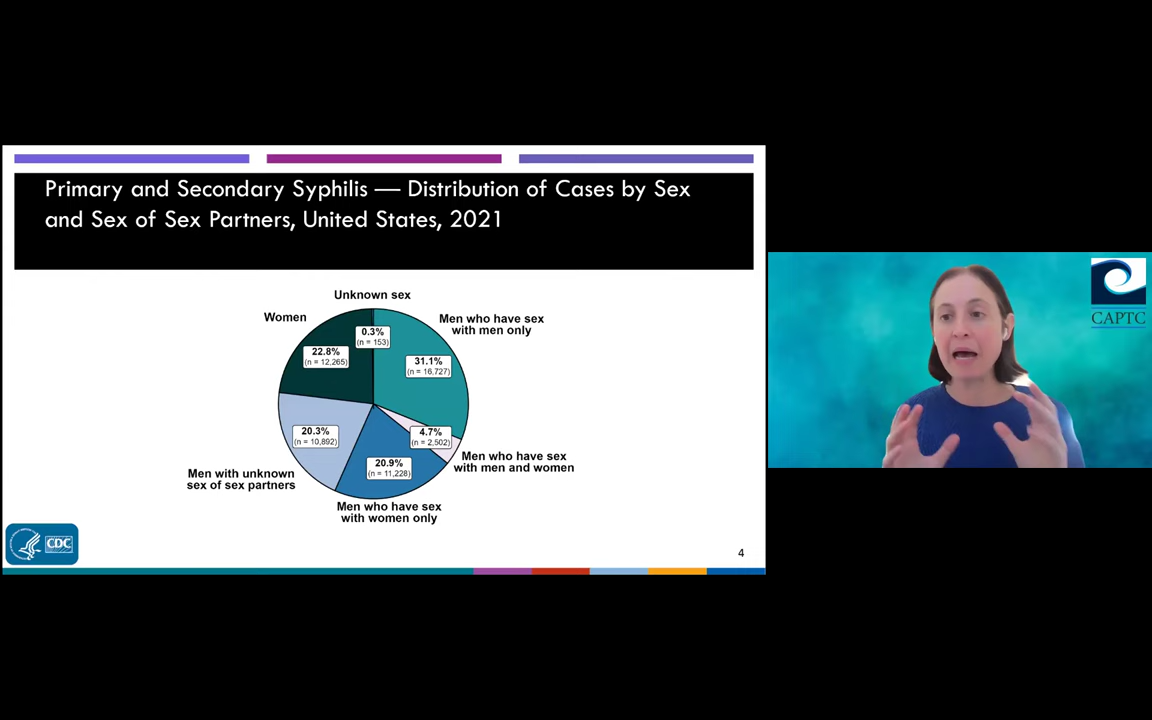 Primary and Secondary Syphilis — Distribution of Cases by Sex
and Sex of Sex Partners, United States, 2021
Unknown sex
Women
Men who have sex
with men only
0.3%
(n = 153)
22.8%
(n = 12,265)
31.1%
(n = 16,727)
20.3%
(n = 10,892)
4.7%
(n = 2,502)
20.9%
(n = 11,228)
Men who have sex
with men and women
Men with unknown
sex of sex partners
Men who have sex
with women only
CDC
4
CAPTC